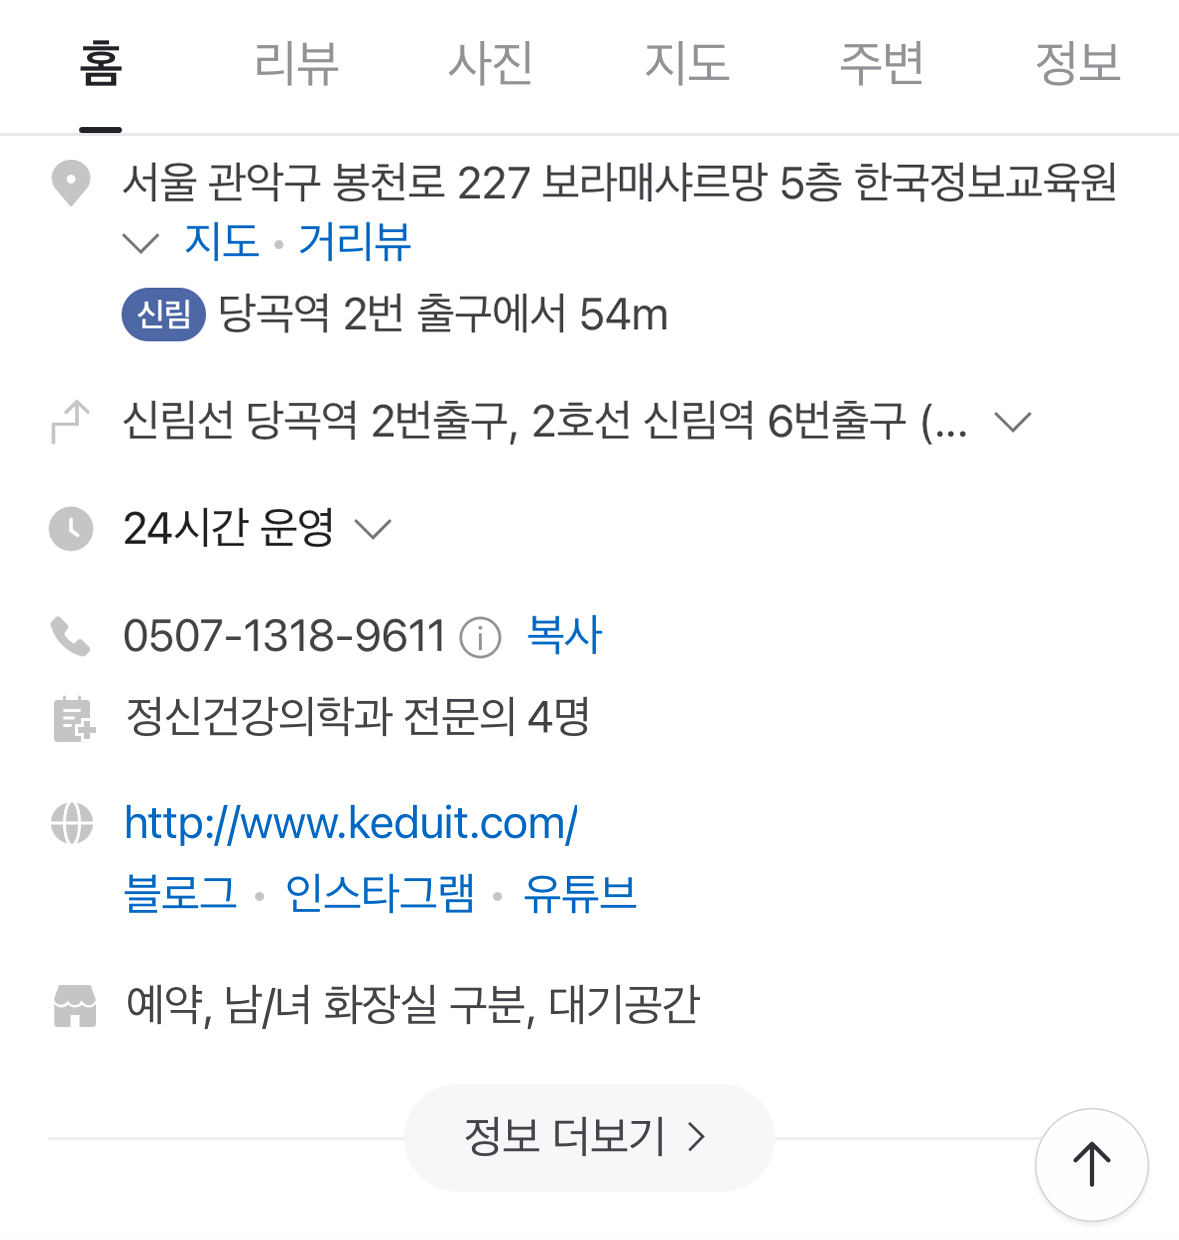 홈 리뷰 사진 지도 주변 정보
서울 관악구 봉천로 227 보라매샤르망 5층 한국정보교육원
지도 · 거리뷰
신림 당곡역 2번 출구에서 54m
신림선 당곡역 2번출구, 2호선 신림역 6번출구 (...
24시간 운영
0507-1318-9611 복사
정신건강의학과 전문의 4명
http://www.keduit.com/
블로그 · 인스타그램 · 유튜브
예약, 남/녀 화장실 구분, 대기공간
정보 더보기